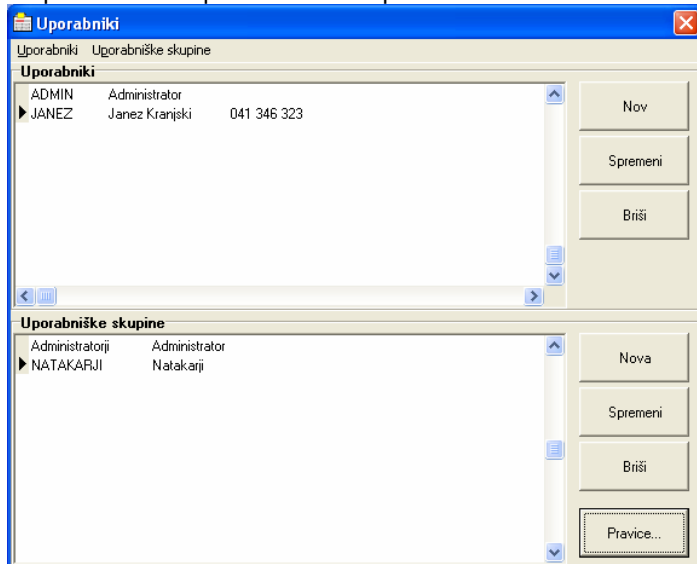 Uporabniki
Uporabniki Uporabniške skupine
Uporabniki
ADMIN Administrator
JANEZ Janez Kranjski 041 346 323
Nov
Spremeni
Briši
Uporabniške skupine
Administratorji Administrator
NATAKARJI Natakarji
Nova
Spremeni
Briši
Pravice...